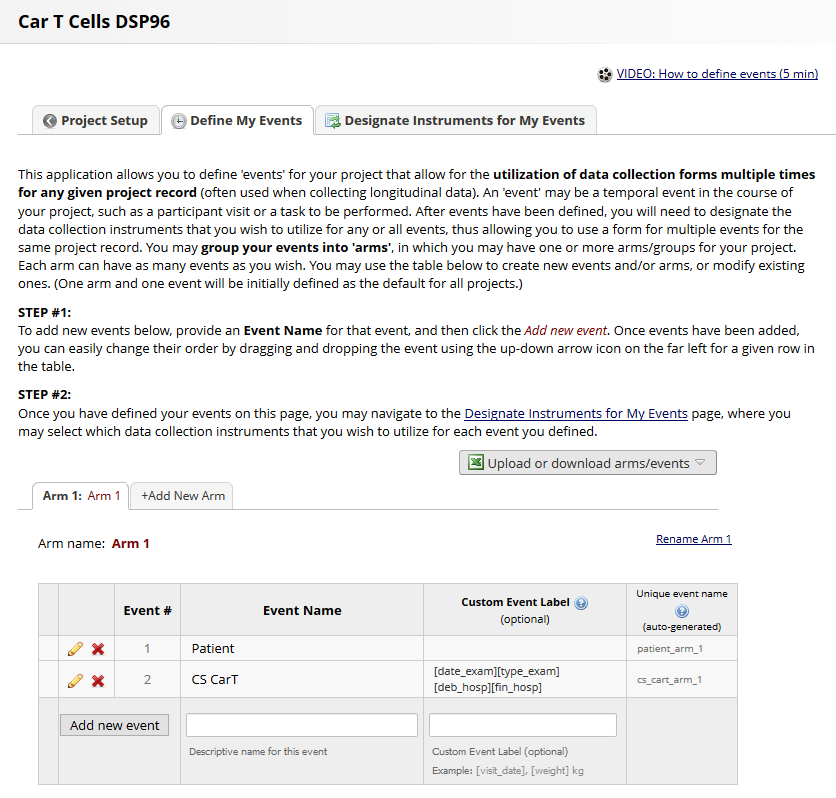 Car T Cells DSP96
VIDEO: How to define events (5 min)
Project Setup
Define My Events
Designate Instruments for My Events
This application allows you to define 'events' for your project that allow for the utilization of data collection forms multiple times
for any given project record (often used when collecting longitudinal data). An 'event' may be a temporal event in the course of
your project, such as a participant visit or a task to be performed. After events have been defined, you will need to designate the
data collection instruments that you wish to utilize for any or all events, thus allowing you to use a form for multiple events for the
same project record. You may group your events into 'arms', in which you may have one or more arms/groups for your project.
Each arm can have as many events as you wish. You may use the table below to create new events and/or arms, or modify existing
ones. (One arm and one event will be initially defined as the default for all projects.)
STEP #1:
To add new events below, provide an Event Name for that event, and then click the Add new event. Once events have been added,
you can easily change their order by dragging and dropping the event using the up-down arrow icon on the far left for a given row in
the table.
STEP #2:
Once you have defined your events on this page, you may navigate to the Designate Instruments for My Events page, where you
may select which data collection instruments that you wish to utilize for each event you defined.
Upload or download arms/events
Arm 1: Arm 1
+Add New Arm
Arm name: Arm 1
Rename Arm 1
Event #
Event Name
Custom Event Label
(optional)
Unique event name
(auto-generated)
1
Patient
patient_arm_1
2
CS CarT
[date_exam][type_exam]
[deb_hosp][fin_hosp]
cs_cart_arm_1
Add new event
Descriptive name for this event
Custom Event Label (optional)
Example: [visit_date], [weight] kg